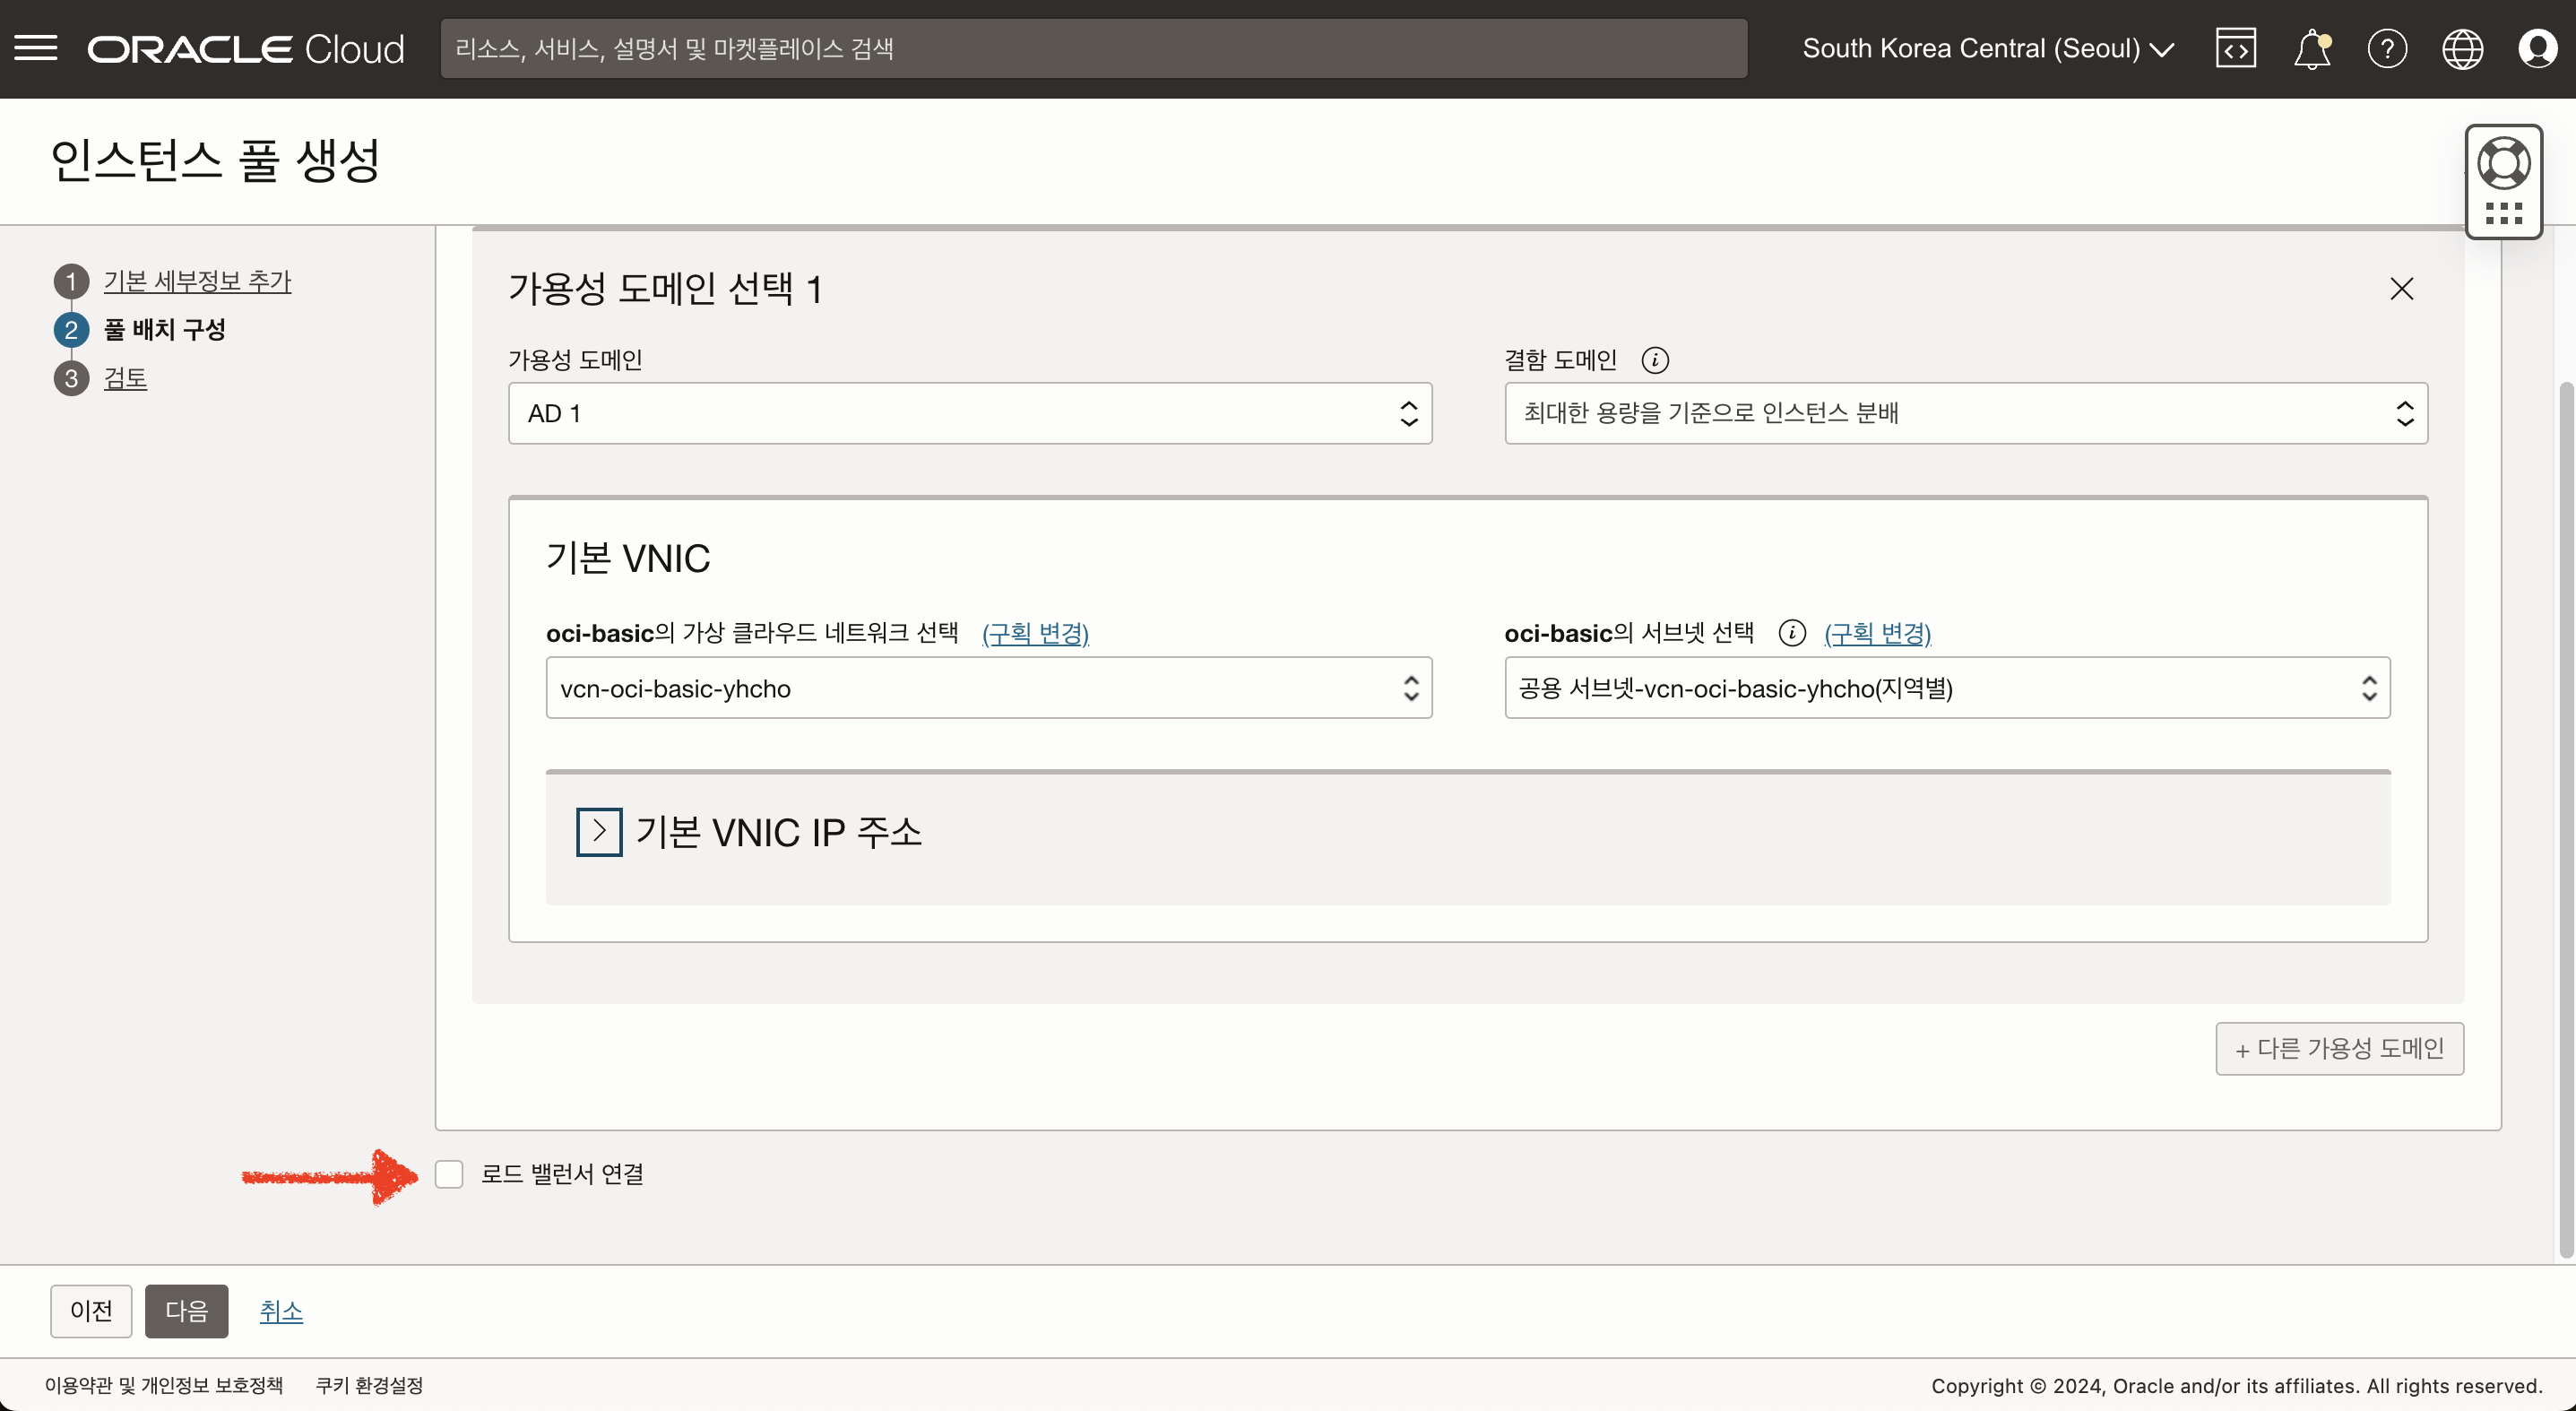 ORACLE Cloud
리소스, 서비스, 설명서 및 마켓플레이스 검색
South Korea Central (Seoul)
인스턴스 풀 생성
1 기본 세부정보 추가
2 풀 배치 구성
3 검토
가용성 도메인 선택 1
가용성 도메인
AD 1
결함 도메인
최대한 용량을 기준으로 인스턴스 분배
기본 VNIC
oci-basic의 가상 클라우드 네트워크 선택 (구획 변경)
vcn-oci-basic-yhcho
oci-basic의 서브넷 선택 (구획 변경)
공용 서브넷-vcn-oci-basic-yhcho(지역별)
기본 VNIC IP 주소
+ 다른 가용성 도메인
로드 밸런서 연결
이전
다음
취소
이용약관 및 개인정보 보호정책
쿠키 환경설정
Copyright © 2024, Oracle and/or its affiliates. All rights reserved.